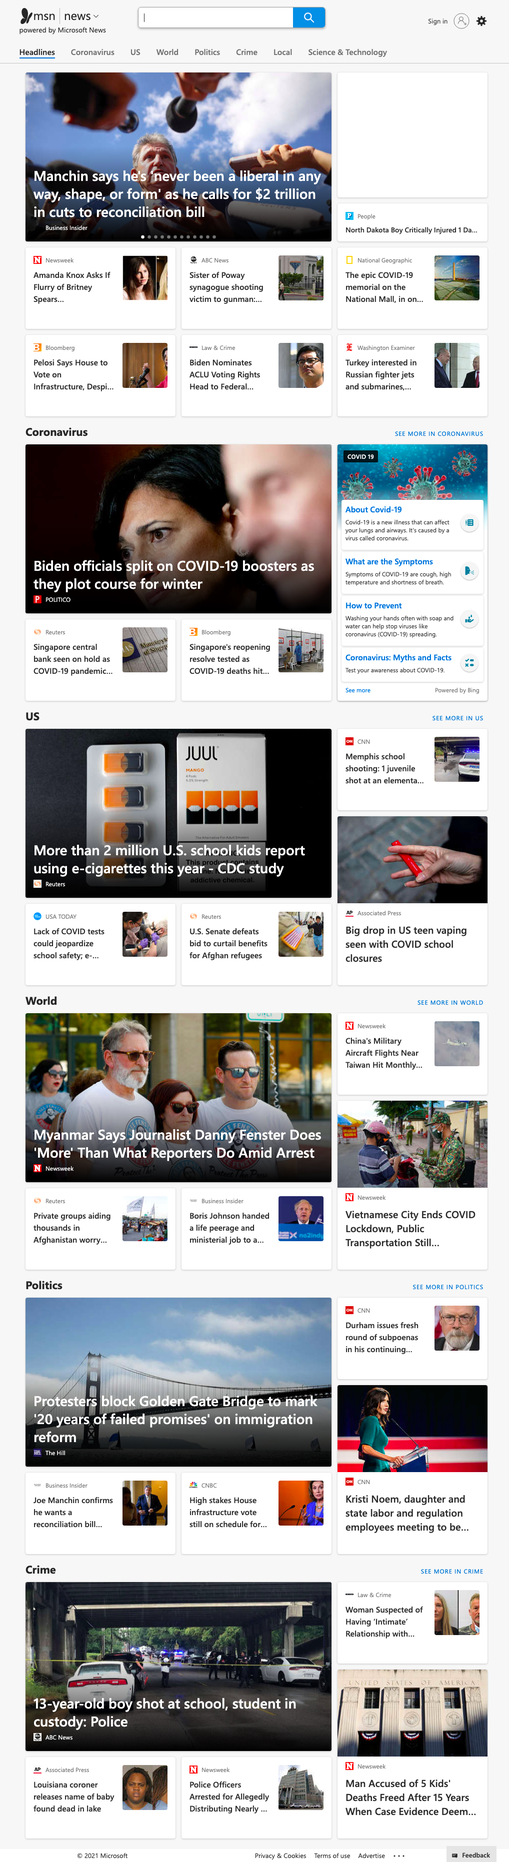 msn | news
powered by Microsoft News
Sign in
Headlines Coronavirus US World Politics Crime Local Science & Technology
Manchin says he's 'never been a liberal in any
way, shape, or form' as he calls for $2 trillion
in cuts to reconciliation bill
Business Insider
People
North Dakota Boy Critically Injured 1 Da...
Newsweek
Amanda Knox Asks If
Flurry of Britney
Spears...
ABC News
Sister of Poway
synagogue shooting
victim to gunman:...
National Geographic
The epic COVID-19
memorial on the
National Mall, in on...
Bloomberg
Pelosi Says House to
Vote on
Infrastructure, Despi...
Law & Crime
Biden Nominates
ACLU Voting Rights
Head to Federal...
Washington Examiner
Turkey interested in
Russian fighter jets
and submarines,...
Coronavirus
SEE MORE IN CORONAVIRUS
Biden officials split on COVID-19 boosters as
they plot course for winter
POLITICO
COVID 19
About Covid-19
Covid-19 is a new illness that can affect
your lungs and airways. It's caused by a
virus called coronavirus.
What are the Symptoms
Symptoms of COVID-19 are cough, high
temperature and shortness of breath.
How to Prevent
Washing your hands often with soap and
water can help stop viruses like
coronavirus (COVID-19) spreading.
Coronavirus: Myths and Facts
Test your awareness about COVID-19.
See more
Powered by Bing
Reuters
Singapore central
bank seen on hold as
COVID-19 pandemic...
Bloomberg
Singapore's reopening
resolve tested as
COVID-19 deaths hit...
US
SEE MORE IN US
JUUL
MANGO
This product contains
addictive chemical.
More than 2 million U.S. school kids report
using e-cigarettes this year - CDC study
Reuters
CNN
Memphis school
shooting: 1 juvenile
shot at an elementa...
Associated Press
Big drop in US teen vaping
seen with COVID school
closures
USA TODAY
Lack of COVID tests
could jeopardize
school safety; e-...
Reuters
U.S. Senate defeats
bid to curtail benefits
for Afghan refugees
World
SEE MORE IN WORLD
Myanmar Says Journalist Danny Fenster Does
'More' Than What Reporters Do Amid Arrest
Newsweek
Newsweek
China's Military
Aircraft Flights Near
Taiwan Hit Monthly...
Newsweek
Vietnamese City Ends COVID
Lockdown, Public
Transportation Still...
Reuters
Private groups aiding
thousands in
Afghanistan worry...
Business Insider
Boris Johnson handed
a life peerage and
ministerial job to a...
Politics
SEE MORE IN POLITICS
Protesters block Golden Gate Bridge to mark
'20 years of failed promises' on immigration
reform
The Hill
CNN
Durham issues fresh
round of subpoenas
in his continuing...
CNN
Kristi Noem, daughter and
state labor and regulation
employees meeting to be...
Business Insider
Joe Manchin confirms
he wants a
reconciliation bill...
CNBC
High stakes House
infrastructure vote
still on schedule for...
Crime
SEE MORE IN CRIME
13-year-old boy shot at school, student in
custody: Police
ABC News
Law & Crime
Woman Suspected of
Having 'Intimate'
Relationship with...
UNITED STATES OF AMERICA
Newsweek
Man Accused of 5 Kids'
Deaths Freed After 15 Years
When Case Evidence Deem...
Associated Press
Louisiana coroner
releases name of baby
found dead in lake
Newsweek
Police Officers
Arrested for Allegedly
Distributing Nearly ...
© 2021 Microsoft
Privacy & Cookies Terms of use Advertise
Feedback